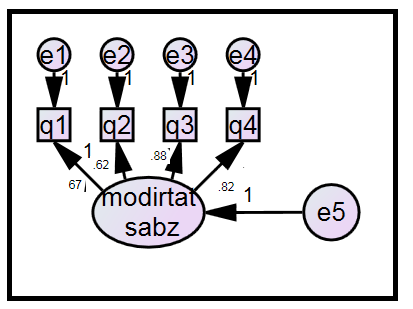 e1 e2 e3 e4
1 1 1 1
q1 q2 q3 q4
1
.62 .88
67 .82 1
modirtat
sabz
e5